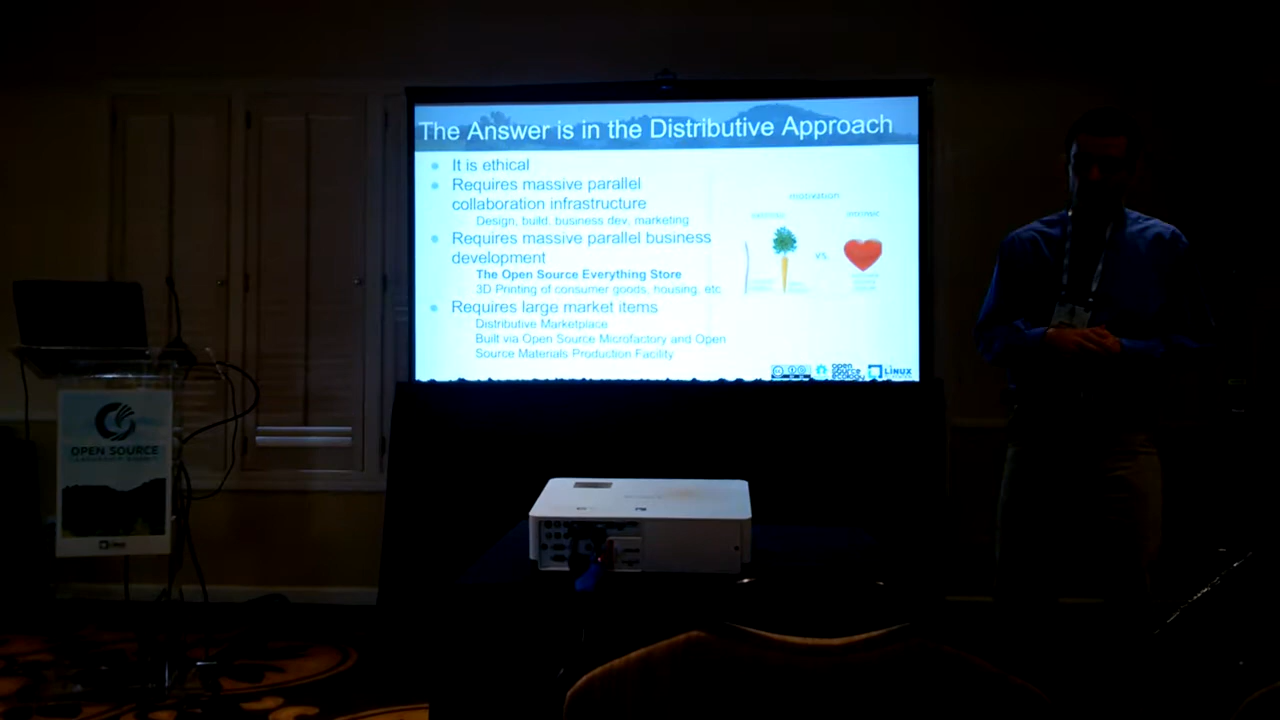 The Answer is in the Distributive Approach
It is ethical
Requires massive parallel
collaboration infrastructure
Design, build, business dev, marketing
Requires massive parallel business
development
The Open Source Everything Store
3D Printing of consumer goods, housing, etc
Requires large market items
Distributive Marketplace
Built via Open Source Microfactory and Open
Source Materials Production Facility
motivation
intrinsic
vs.
open
source
ecology
LINUX
OPEN SOURCE